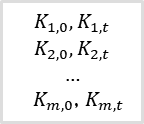 K₁,₀, K₁,ₜ
K₂,₀, K₂,ₜ
...
Kₘ,₀, Kₘ,ₜ